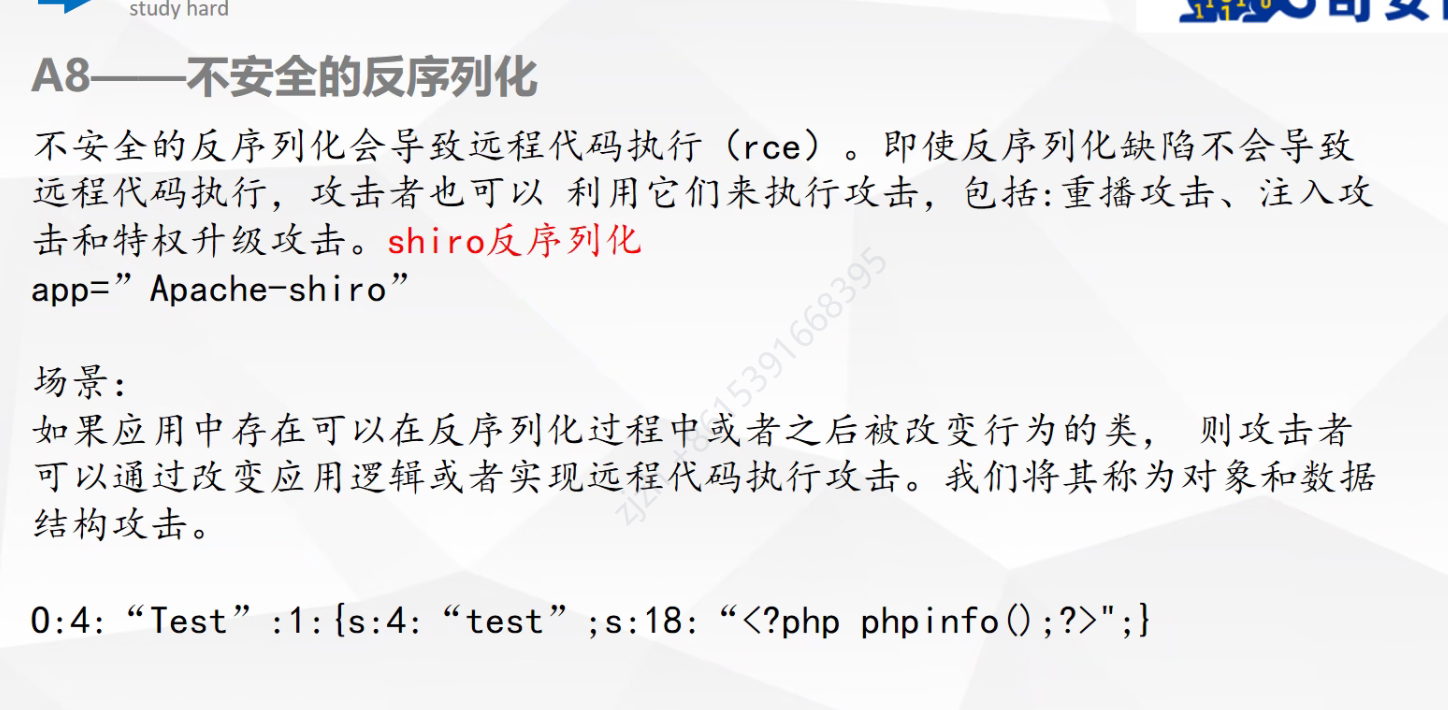 study hard
A8——不安全的反序列化
不安全的反序列化会导致远程代码执行（rce）。即使反序列化缺陷不会导致
远程代码执行，攻击者也可以 利用它们来执行攻击，包括:重播攻击、注入攻
击和特权升级攻击。shiro反序列化
app=” Apache-shiro”
场景：
如果应用中存在可以在反序列化过程中或者之后被改变行为的类， 则攻击者
可以通过改变应用逻辑或者实现远程代码执行攻击。我们将其称为对象和数据
结构攻击。
O:4:“Test”:1:{s:4:“test”;s:18:“<?php phpinfo();?>";}